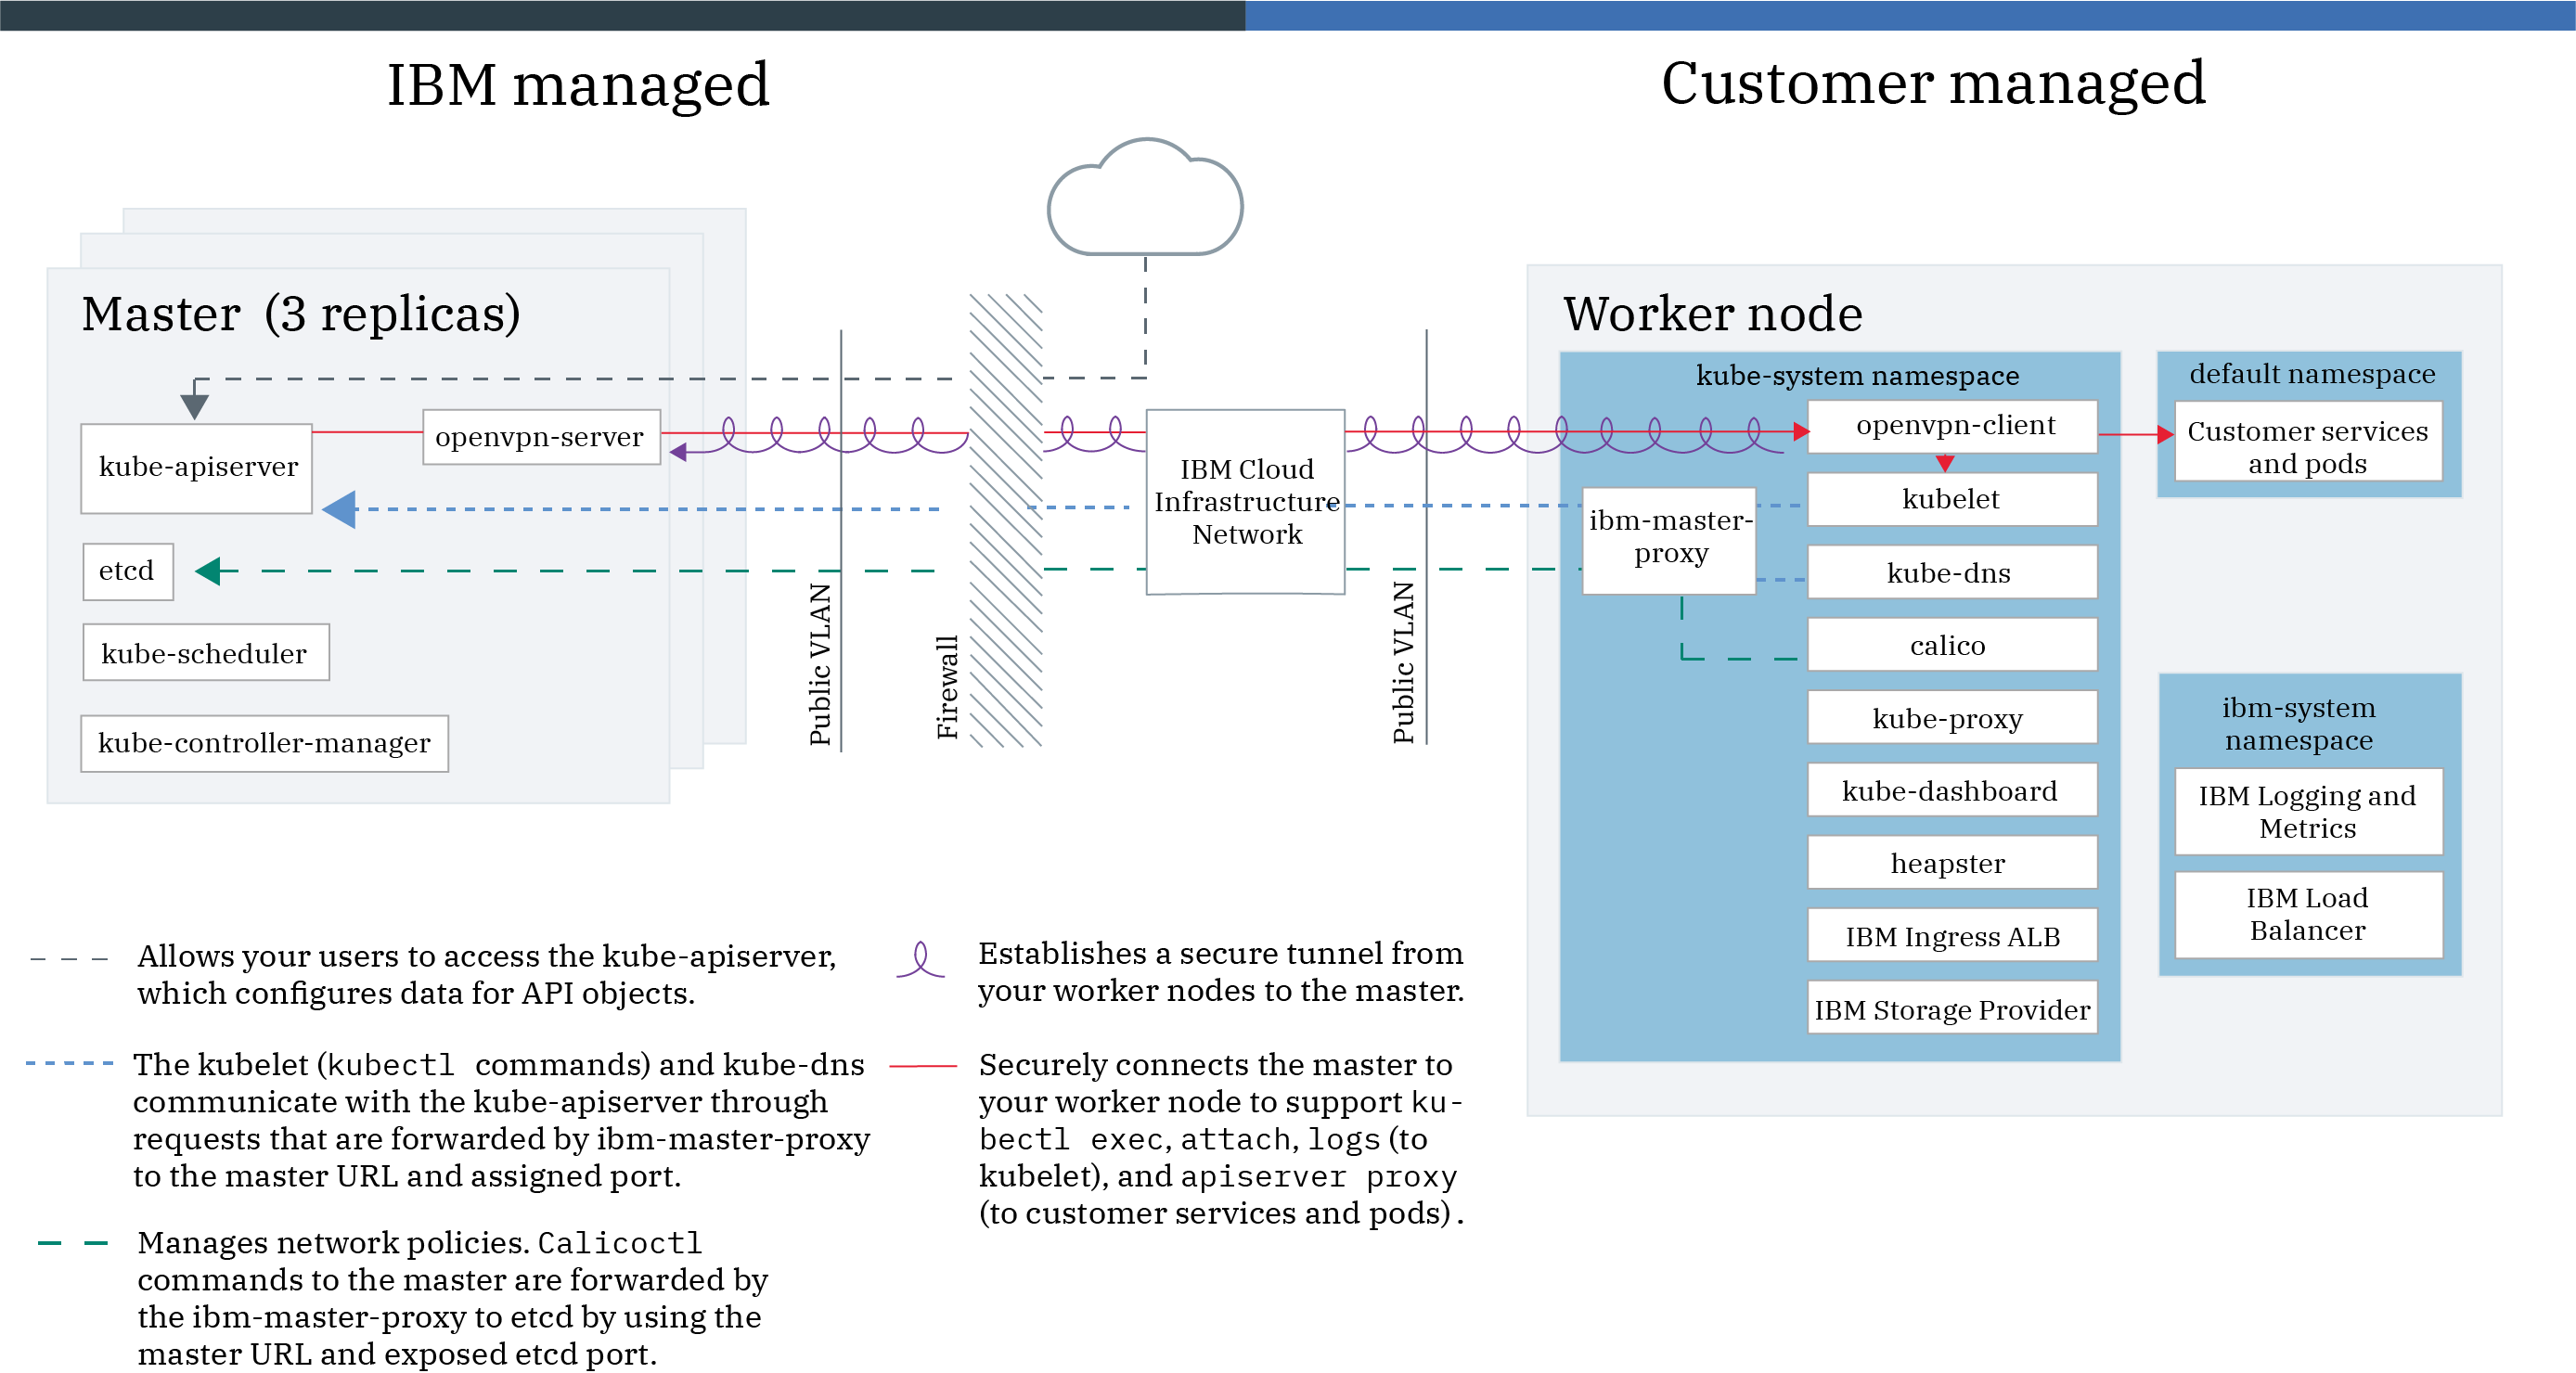 IBM managed
Customer managed
Master (3 replicas)
kube-apiserver
openvpn-server
etcd
kube-scheduler
kube-controller-manager
Public VLAN
Firewall
IBM Cloud
Infrastructure
Network
Public VLAN
Worker node
kube-system namespace
openvpn-client
kubelet
ibm-master-
proxy
kube-dns
calico
kube-proxy
kube-dashboard
heapster
IBM Ingress ALB
IBM Storage Provider
default namespace
Customer services
and pods
ibm-system
namespace
IBM Logging and
Metrics
IBM Load
Balancer
Allows your users to access the kube-apiserver,
which configures data for API objects.
The kubelet (kubectl commands) and kube-dns
communicate with the kube-apiserver through
requests that are forwarded by ibm-master-proxy
to the master URL and assigned port.
Manages network policies. Calicoctl
commands to the master are forwarded by
the ibm-master-proxy to etcd by using the
master URL and exposed etcd port.
Establishes a secure tunnel from
your worker nodes to the master.
Securely connects the master to
your worker node to support ku-
bectl exec, attach, logs (to
kubelet), and apiserver proxy
(to customer services and pods).